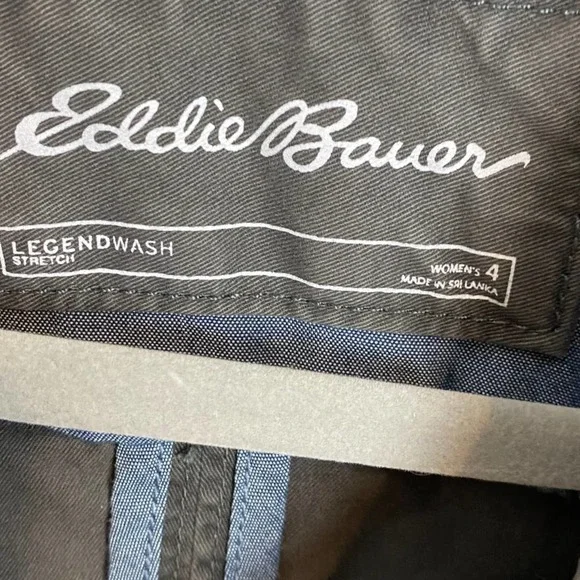 Eddie Bauer
LEGENDWASH
STRETCH
WOMEN'S 4
MADE IN SRI LANKA